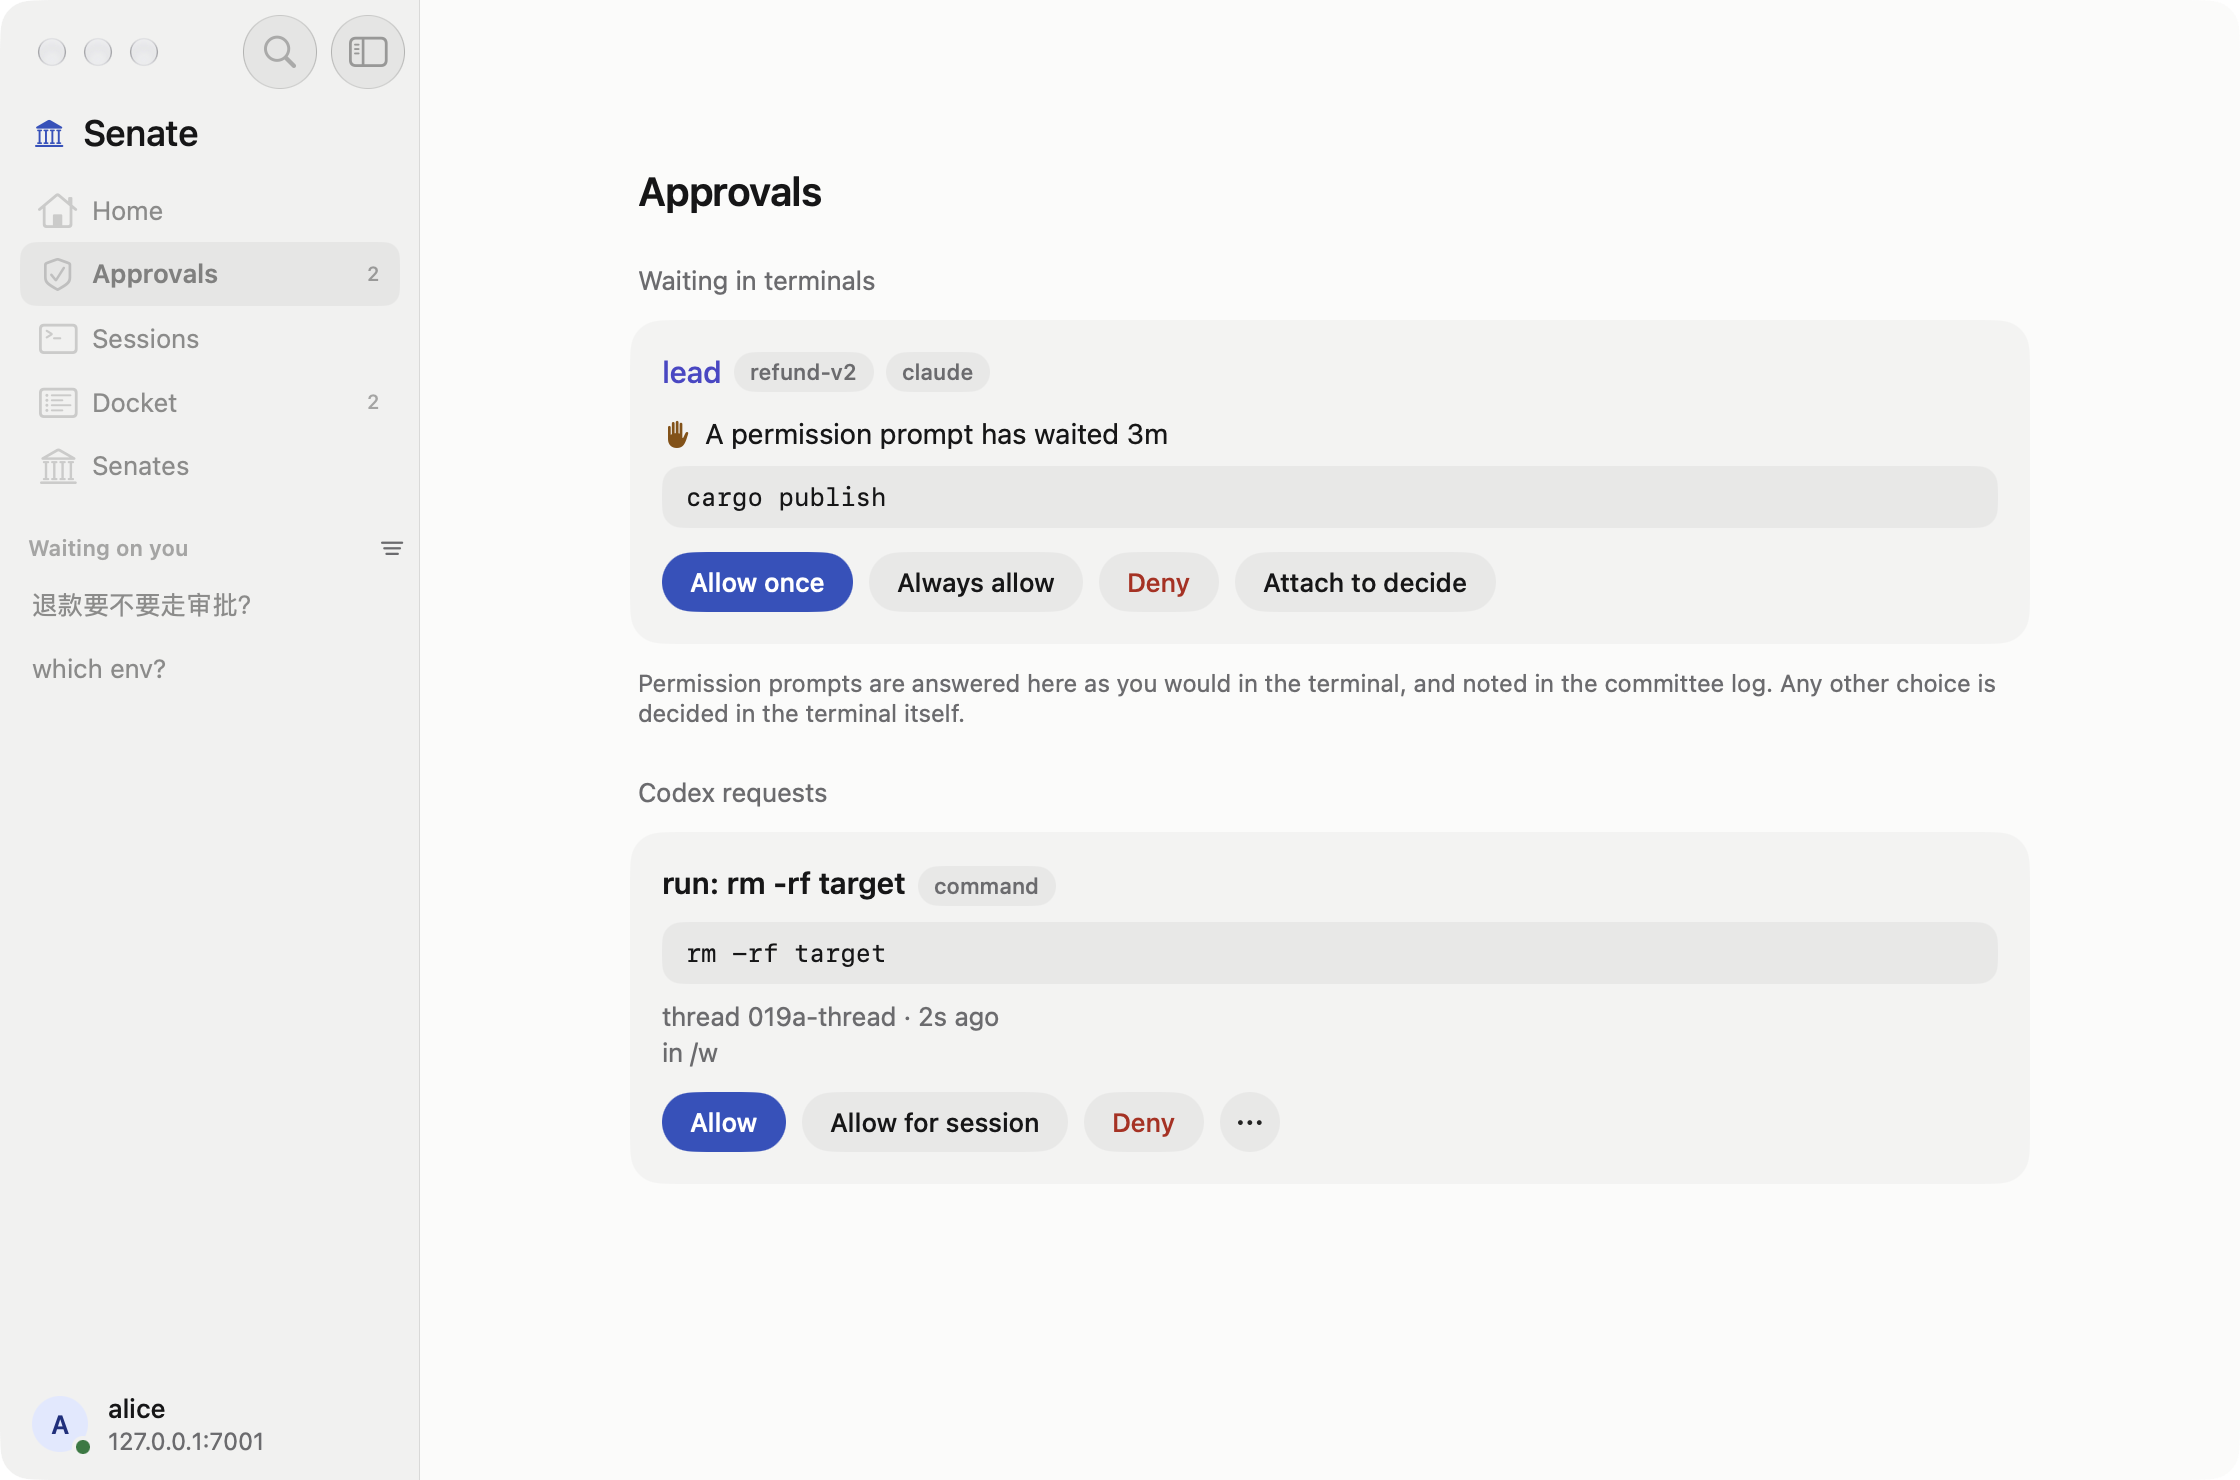 Senate
Home
Approvals 2
Sessions
Docket 2
Senates
Waiting on you
退款要不要走审批?
which env?
A
alice
127.0.0.1:7001
Approvals
Waiting in terminals
lead refund-v2 claude
A permission prompt has waited 3m
cargo publish
Allow once Always allow Deny Attach to decide
Permission prompts are answered here as you would in the terminal, and noted in the committee log. Any other choice is
decided in the terminal itself.
Codex requests
run: rm -rf target command
rm -rf target
thread 019a-thread · 2s ago
in /w
Allow Allow for session Deny ···